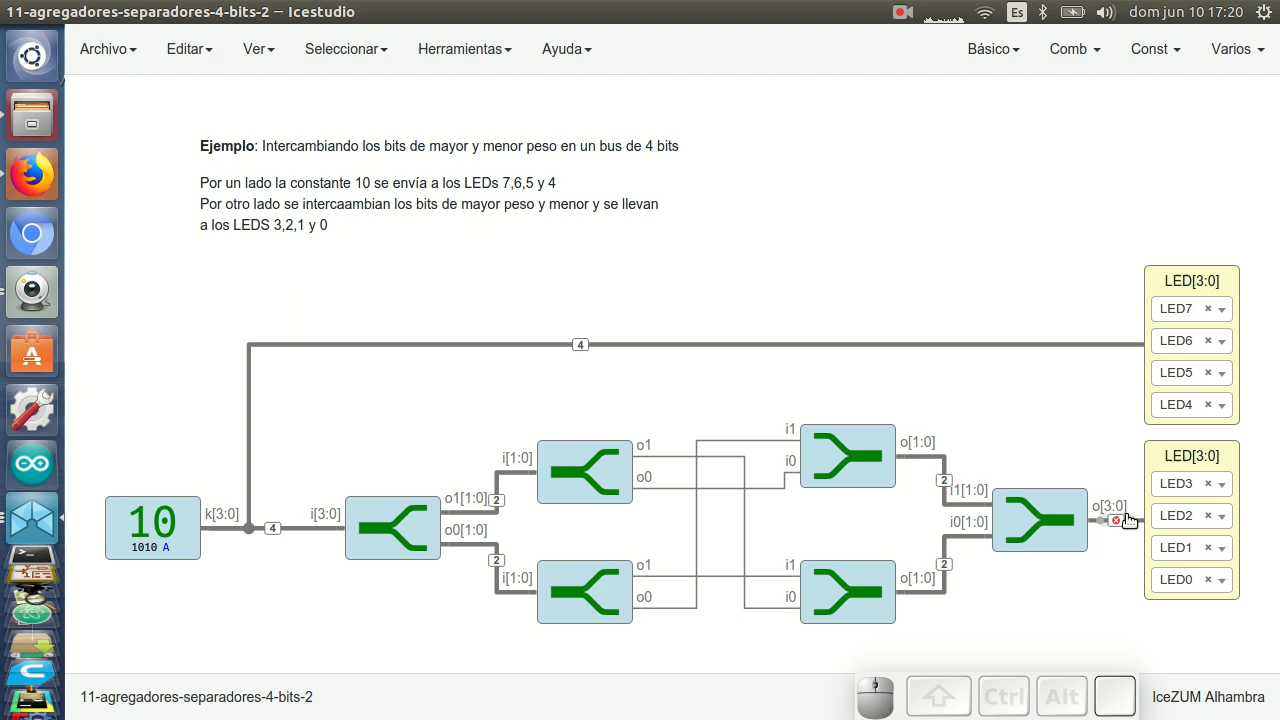 11-agregadores-separadores-4-bits-2 — Icestudio
Es
dom jun 10 17:20
Archivo Editar Ver Seleccionar Herramientas Ayuda
Básico Comb Const Varios
Ejemplo: Intercambiando los bits de mayor y menor peso en un bus de 4 bits
Por un lado la constante 10 se envía a los LEDs 7,6,5 y 4
Por otro lado se intercaambian los bits de mayor peso y menor y se llevan
a los LEDS 3,2,1 y 0
LED[3:0]
LED7 ×
LED6 ×
LED5 ×
LED4 ×
4
10
1010 A
k[3:0]
4
i[3:0]
o1[1:0]
o0[1:0]
2
2
i[1:0]
i[1:0]
o1
o0
o1
o0
i1
i0
i1
i0
o[1:0]
o[1:0]
2
2
i1[1:0]
i0[1:0]
o[3:0]
LED[3:0]
LED3 ×
LED2 ×
LED1 ×
LED0 ×
11-agregadores-separadores-4-bits-2
Ctrl
Alt
IceZUM Alhambra